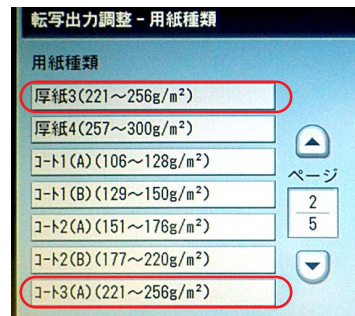 転写出力調整 - 用紙種類
用紙種類
厚紙3(221～256g/m²)
厚紙4(257～300g/m²)
ｺｰﾄ1(A)(106～128g/m²)
ｺｰﾄ1(B)(129～150g/m²)
ｺｰﾄ2(A)(151～176g/m²)
ｺｰﾄ2(B)(177～220g/m²)
ｺｰﾄ3(A)(221～256g/m²)
ページ
2
5